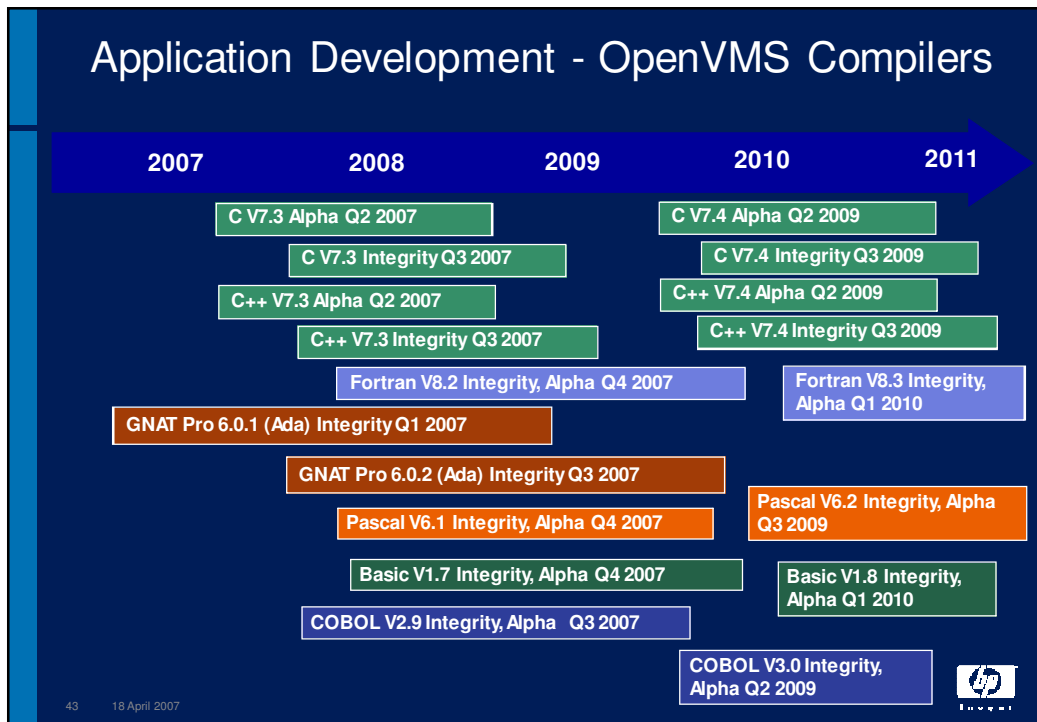 Application Development - OpenVMS Compilers
2007 2008 2009 2010 2011
C V7.3 Alpha Q2 2007
C V7.4 Alpha Q2 2009
C V7.3 Integrity Q3 2007
C V7.4 Integrity Q3 2009
C++ V7.3 Alpha Q2 2007
C++ V7.4 Alpha Q2 2009
C++ V7.3 Integrity Q3 2007
C++ V7.4 Integrity Q3 2009
Fortran V8.2 Integrity, Alpha Q4 2007
Fortran V8.3 Integrity,
Alpha Q1 2010
GNAT Pro 6.0.1 (Ada) Integrity Q1 2007
GNAT Pro 6.0.2 (Ada) Integrity Q3 2007
Pascal V6.1 Integrity, Alpha Q4 2007
Pascal V6.2 Integrity, Alpha
Q3 2009
Basic V1.7 Integrity, Alpha Q4 2007
Basic V1.8 Integrity,
Alpha Q1 2010
COBOL V2.9 Integrity, Alpha Q3 2007
COBOL V3.0 Integrity,
Alpha Q2 2009
43 18 April 2007
hp